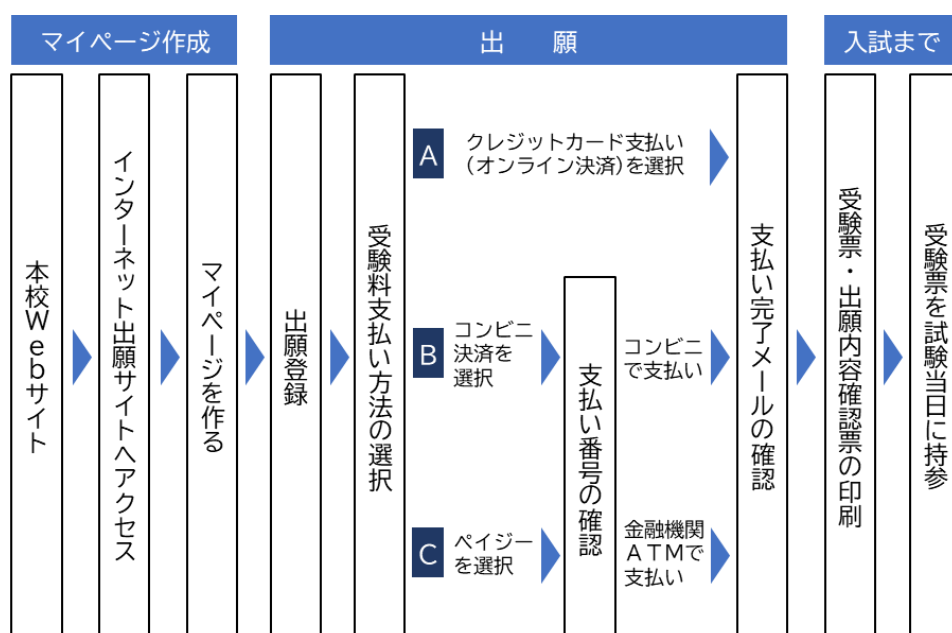 マイページ作成
出　願
入試まで
本校Webサイト
インターネット出願サイトへアクセス
マイページを作る
出願登録
受験料支払い方法の選択
A
クレジットカード支払い
（オンライン決済）を選択
B
コンビニ
決済を
選択
C
ペイジー
を選択
支払い番号の確認
コンビニ
で支払い
金融機関
ATMで
支払い
支払い完了メールの確認
受験票・出願内容確認票の印刷
受験票を試験当日に持参